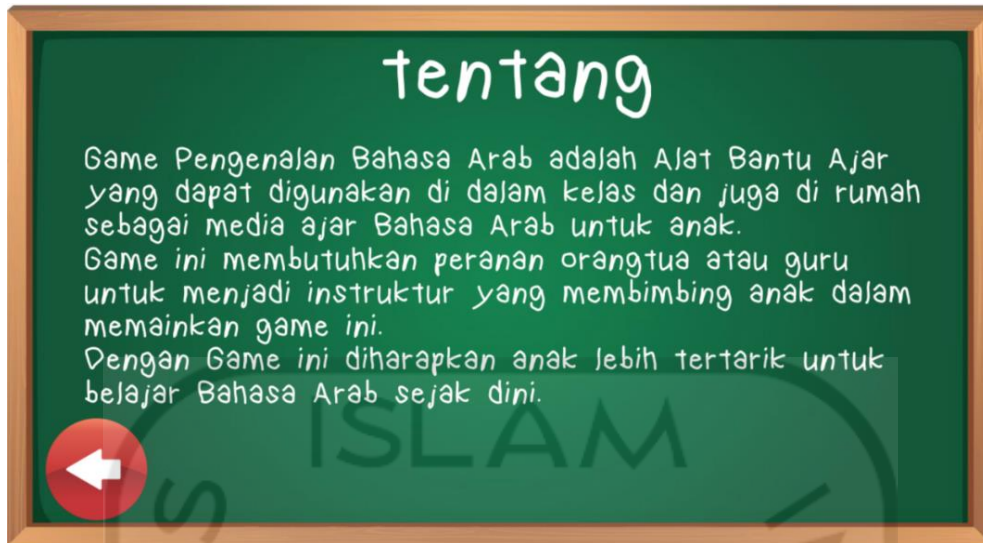 tentang
Game Pengenalan Bahasa Arab adalah Alat Bantu Ajar
yang dapat digunakan di dalam kelas dan juga di rumah
sebagai media ajar Bahasa Arab untuk anak.
Game ini membutuhkan peranan orangtua atau guru
untuk menjadi instruktur yang membimbing anak dalam
memainkan game ini.
Dengan Game ini diharapkan anak lebih tertarik untuk
belajar Bahasa Arab sejak dini.
ISLAM